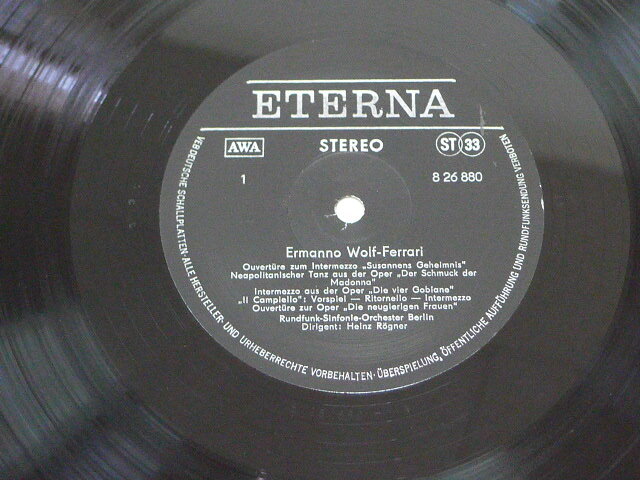 ETERNA
AWA STEREO ST 33
1 8 26 880
Ermanno Wolf-Ferrari
Ouvertüre zum Intermezzo „Susannens Geheimnis"
Neapolitanischer Tanz aus der Oper „Der Schmuck der
Madonna"
Intermezzo aus der Oper „Die vier Grobiane"
„Il Campiello": Vorspiel — Ritornello — Intermezzo
Ouvertüre zur Oper „Die neugierigen Frauen"
Rundfunk-Sinfonie-Orchester Berlin
Dirigent: Heinz Rögner
VEB DEUTSCHE SCHALLPLATTEN · ALLE HERSTELLER- UND URHEBERRECHTE VORBEHALTEN · ÜBERSPIELUNG, ÖFFENTLICHE AUFFÜHRUNG UND RUNDFUNKSENDUNG VERBOTEN